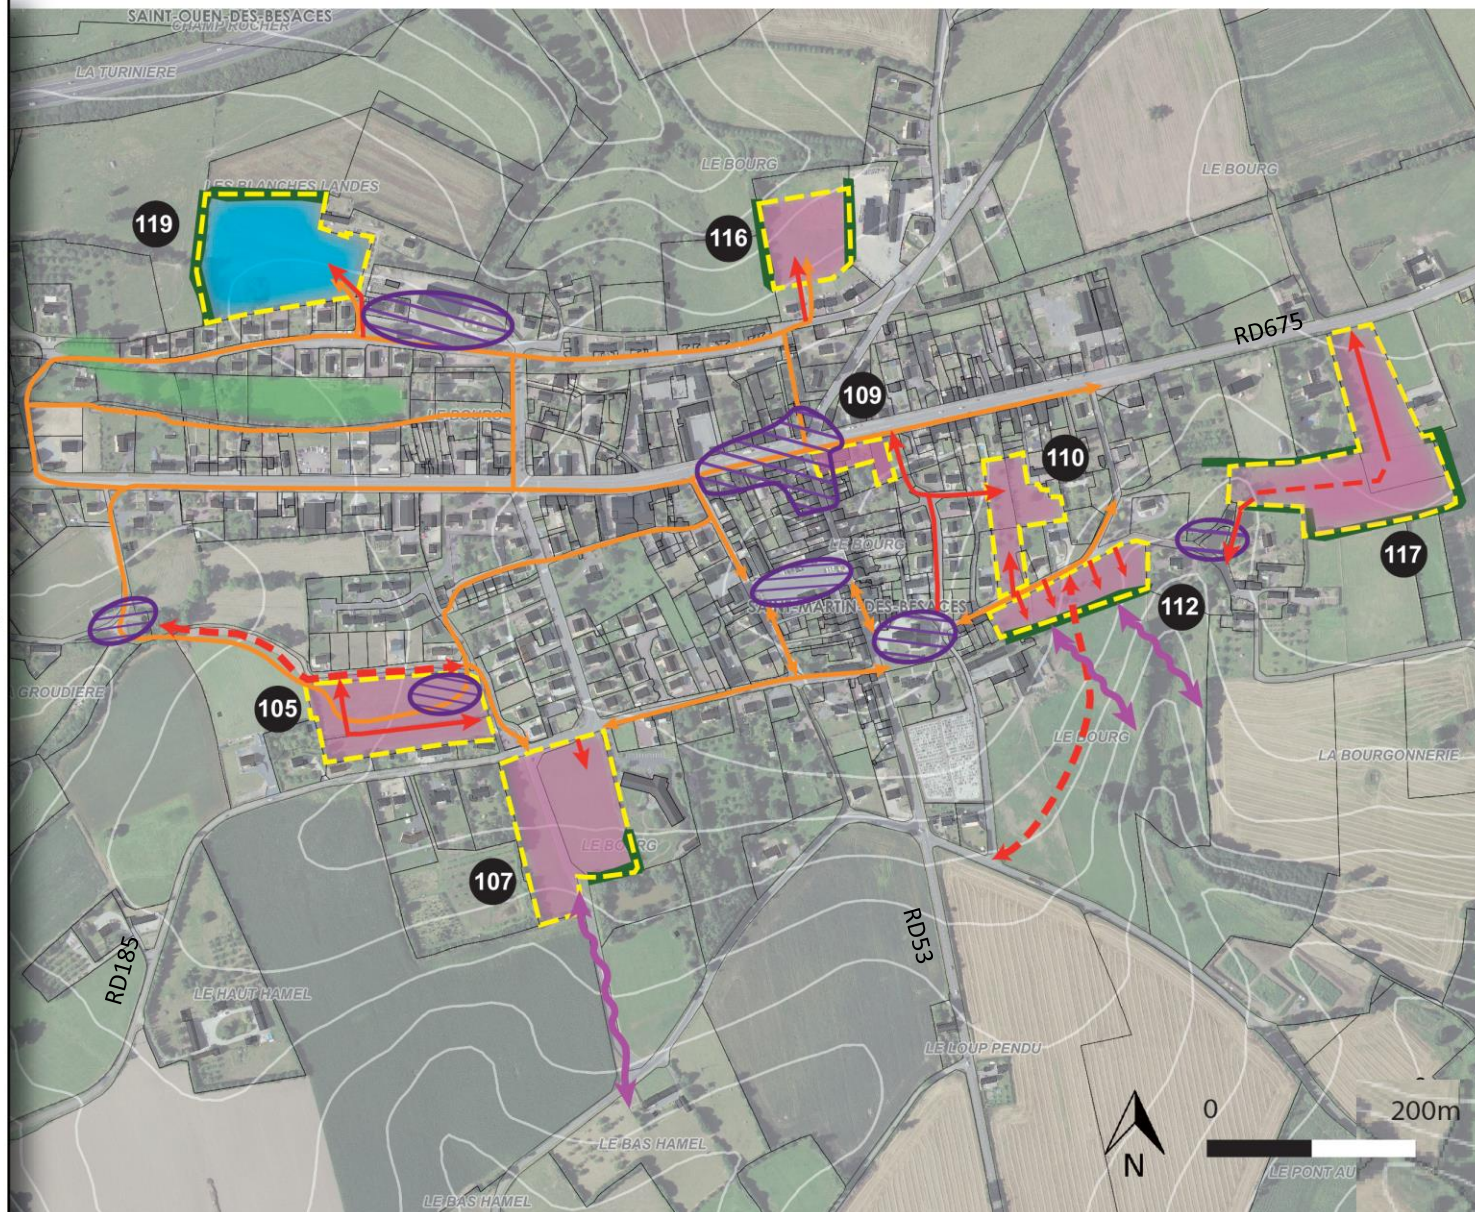 SAINT-OUEN-DES-BESACES
CHAMP ROCHER
LA TURINIERE
LE BOURG
LE BOURG
LES BLANCHES LANDES
119
116
RD675
109
LE BOURG
110
LE BOURG
117
SAINT-MARTIN-DES-BESACES
112
GROUDIERE
105
LE BOURG
LA BOURGONNERIE
LE BOURG
107
RD53
RD185
LE HAUT HAMEL
LE LOUP PENDU
0
200m
LE BAS HAMEL
N
LE PONT AU
LE BAS HAMEL